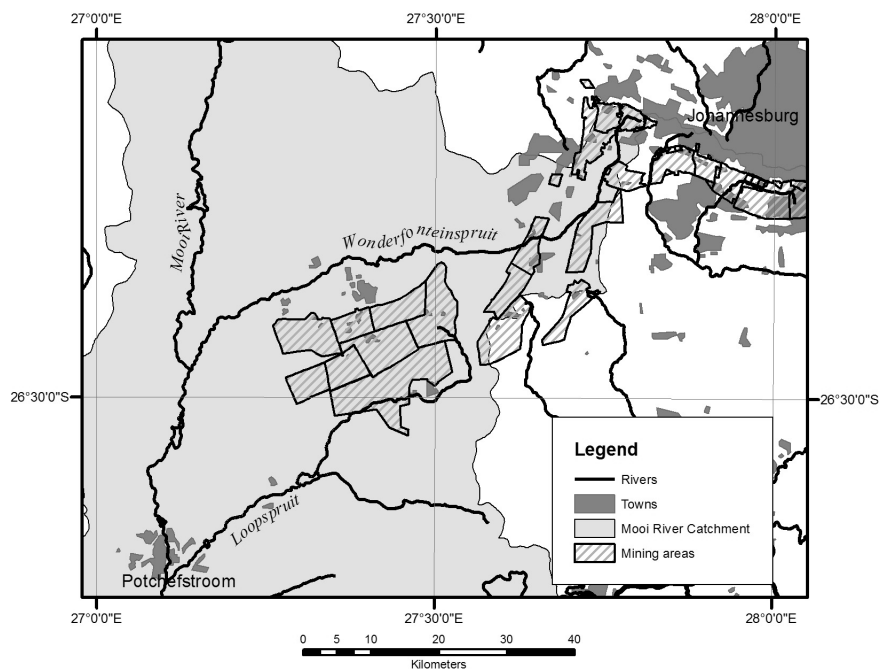 27°0'0"E 27°30'0"E 28°0'0"E
Johannesburg
Mooi River
Wonderfonteinspruit
26°30'0"S 26°30'0"S
Legend
Rivers
Towns
Mooi River Catchment
Mining areas
Loopspruit
Potchefstroom
27°0'0"E 27°30'0"E 28°0'0"E
0 5 10 20 30 40
Kilometers